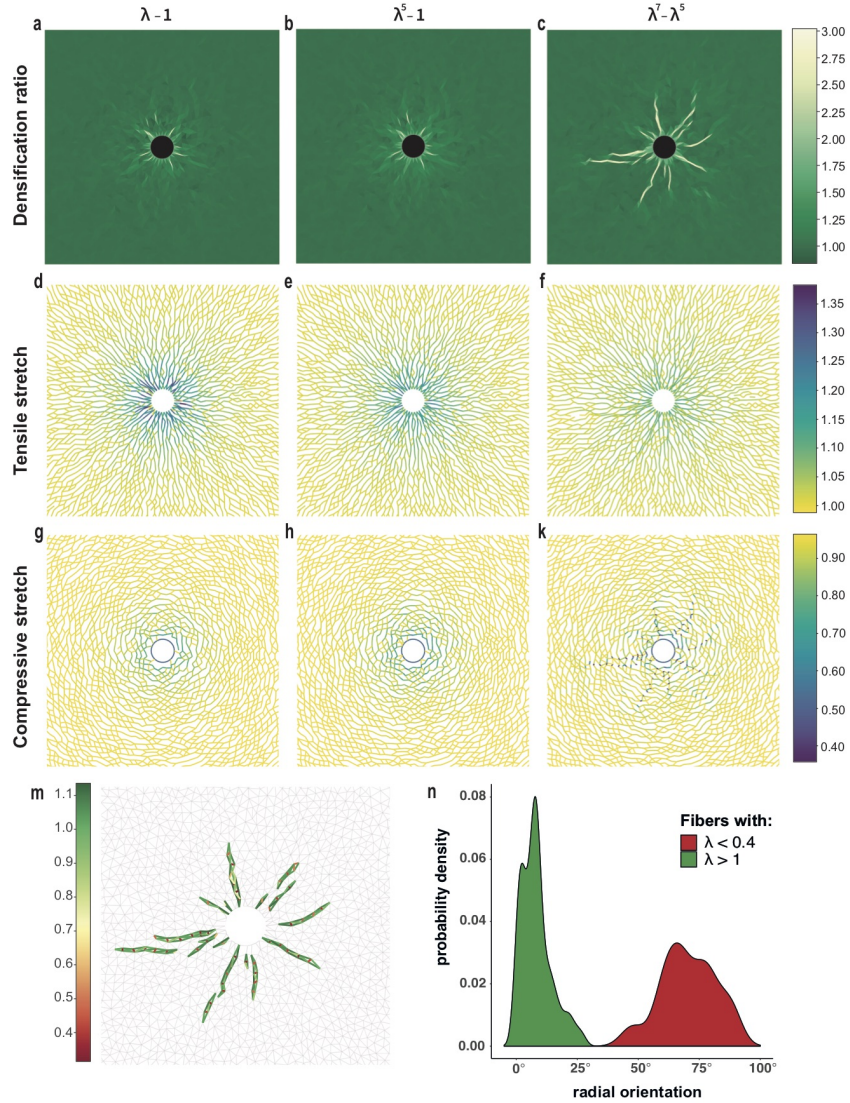 λ – 1
λ⁵– 1
λ⁷– λ⁵
a
b
c
Densification ratio
3.00
2.75
2.50
2.25
2.00
1.75
1.50
1.25
1.00
d
e
f
Tensile stretch
1.35
1.30
1.25
1.20
1.15
1.10
1.05
1.00
g
h
k
Compressive stretch
0.90
0.80
0.70
0.60
0.50
0.40
m
1.1
1.0
0.9
0.8
0.7
0.6
0.5
0.4
n
probability density
0.08
0.06
0.04
0.02
0.00
Fibers with:
λ < 0.4
λ > 1
0°
25°
50°
75°
100°
radial orientation